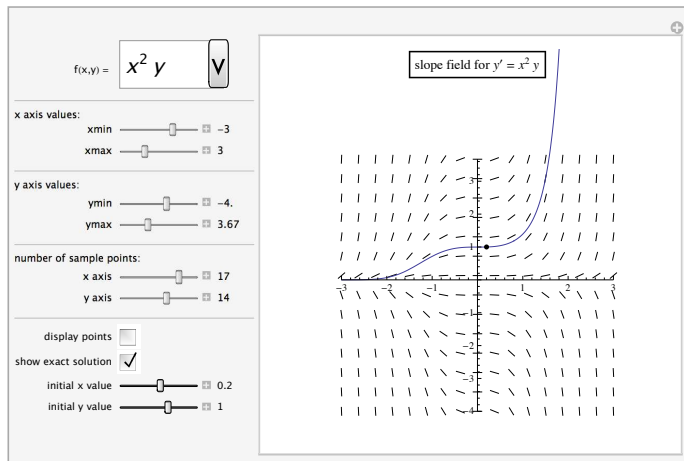 f(x,y) = x² y
x axis values:
xmin -3
xmax 3
y axis values:
ymin -4.
ymax 3.67
number of sample points:
x axis 17
y axis 14
display points
show exact solution
initial x value 0.2
initial y value 1
slope field for y′ = x² y
3
2
1
-3 -2 -1 1 2 3
-1
-2
-3
-4